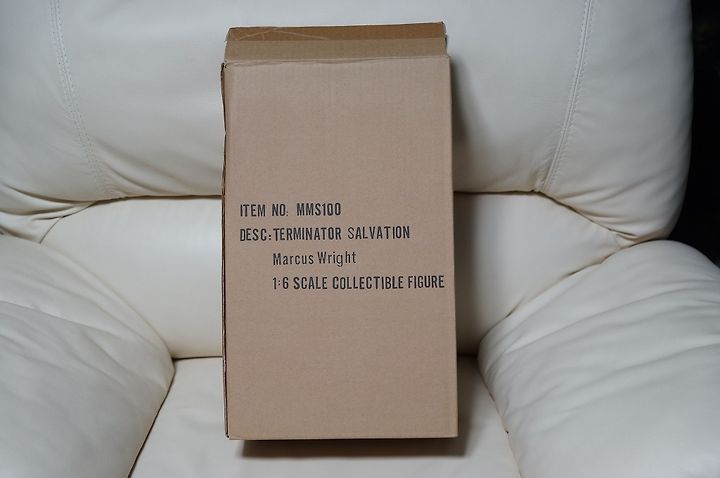 ITEM NO: MMS100
DESC:TERMINATOR SALVATION
Marcus Wright
1:6 SCALE COLLECTIBLE FIGURE